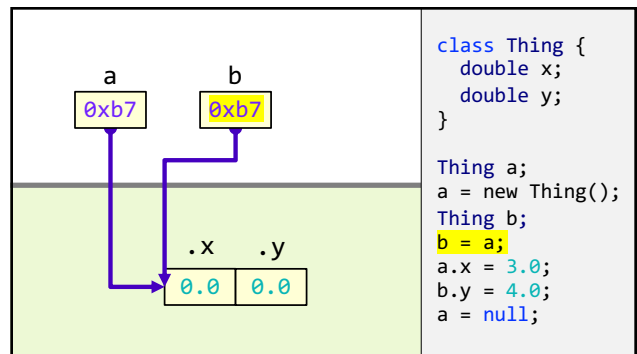 a b
0xb7 0xb7
.x .y
0.0 0.0
class Thing {
double x;
double y;
}
Thing a;
a = new Thing();
Thing b;
b = a;
a.x = 3.0;
b.y = 4.0;
a = null;